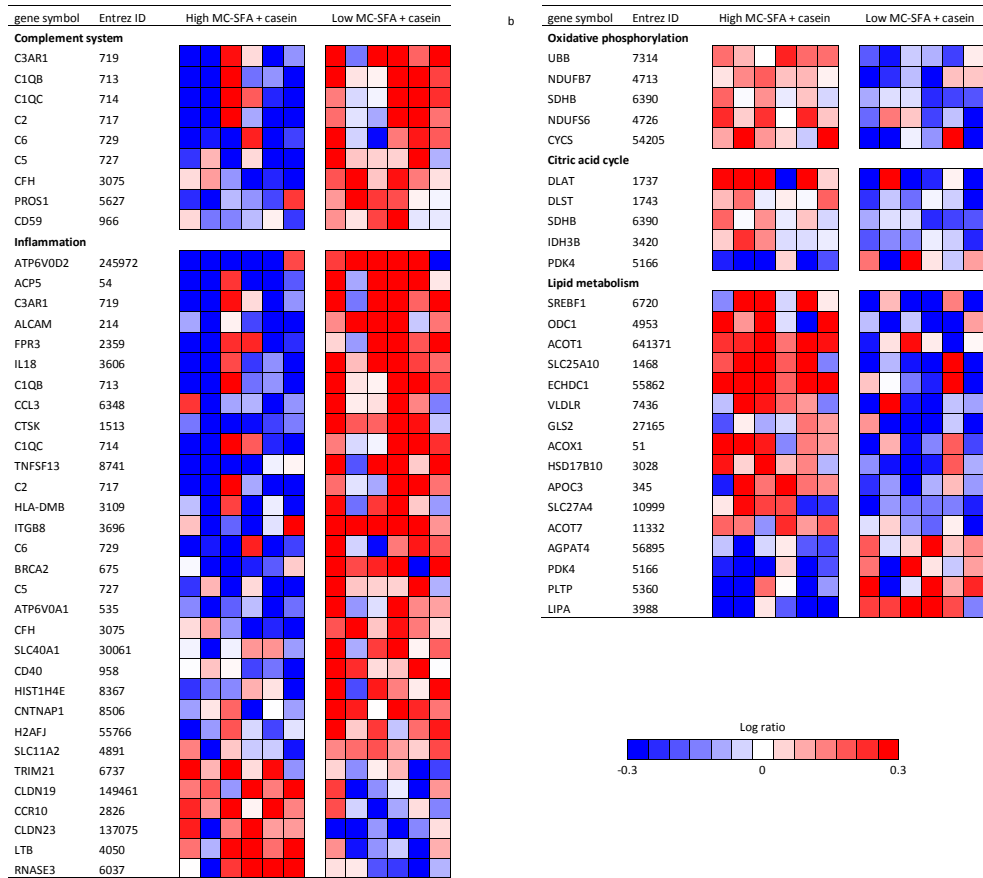 gene symbol Entrez ID High MC-SFA + casein Low MC-SFA + casein
Complement system
C3AR1 719
C1QB 713
C1QC 714
C2 717
C6 729
C5 727
CFH 3075
PROS1 5627
CD59 966
Inflammation
ATP6V0D2 245972
ACP5 54
C3AR1 719
ALCAM 214
FPR3 2359
IL18 3606
C1QB 713
CCL3 6348
CTSK 1513
C1QC 714
TNFSF13 8741
C2 717
HLA-DMB 3109
ITGB8 3696
C6 729
BRCA2 675
C5 727
ATP6V0A1 535
CFH 3075
SLC40A1 30061
CD40 958
HIST1H4E 8367
CNTNAP1 8506
H2AFJ 55766
SLC11A2 4891
TRIM21 6737
CLDN19 149461
CCR10 2826
CLDN23 137075
LTB 4050
RNASE3 6037
b
gene symbol Entrez ID High MC-SFA + casein Low MC-SFA + casein
Oxidative phosphorylation
UBB 7314
NDUFB7 4713
SDHB 6390
NDUFS6 4726
CYCS 54205
Citric acid cycle
DLAT 1737
DLST 1743
SDHB 6390
IDH3B 3420
PDK4 5166
Lipid metabolism
SREBF1 6720
ODC1 4953
ACOT1 641371
SLC25A10 1468
ECHDC1 55862
VLDLR 7436
GLS2 27165
ACOX1 51
HSD17B10 3028
APOC3 345
SLC27A4 10999
ACOT7 11332
AGPAT4 56895
PDK4 5166
PLTP 5360
LIPA 3988
Log ratio
-0.3 0 0.3